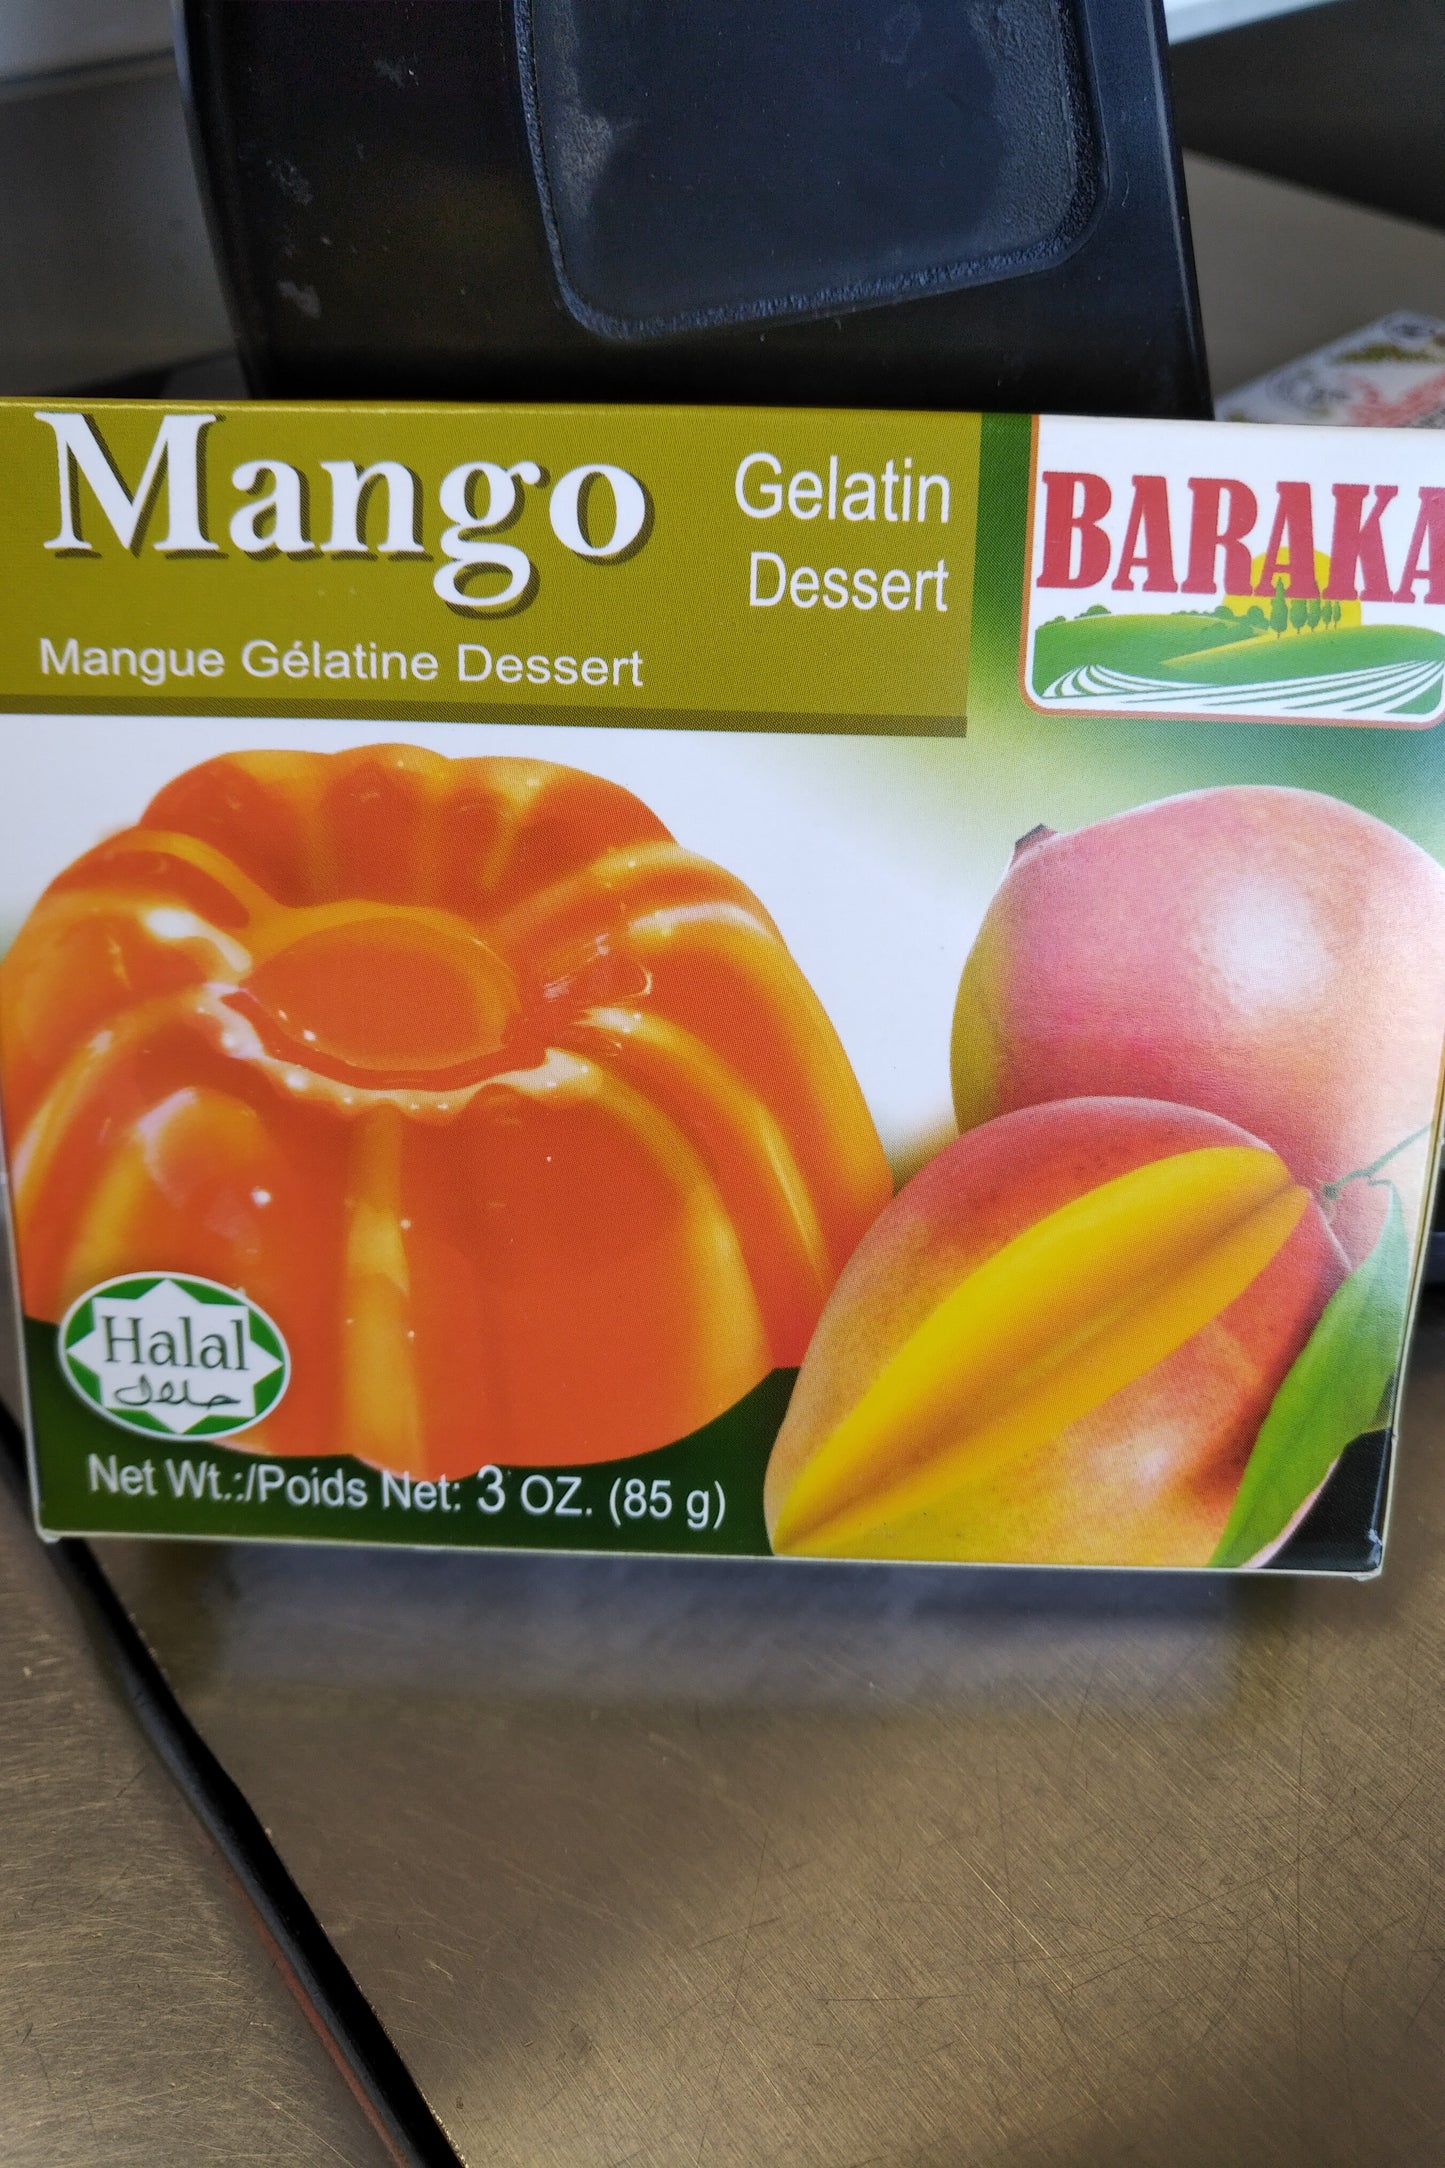 Mango
Gelatin
Dessert
Mangue Gélatine Dessert
BARAKA
Halal
حلال
Net Wt.:/Poids Net: 3 OZ. (85 g)